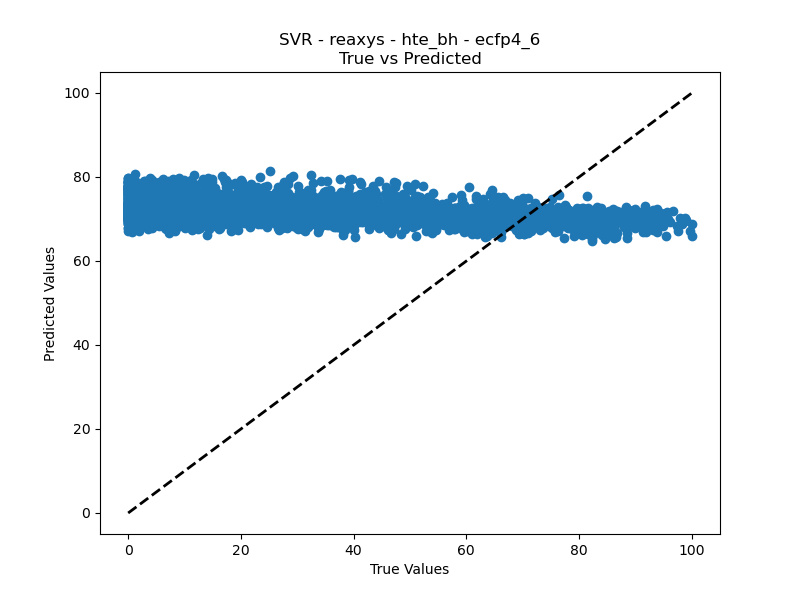 SVR - reaxys - hte_bh - ecfp4_6
True vs Predicted
100
80
60
40
20
0
Predicted Values
0 20 40 60 80 100
True Values